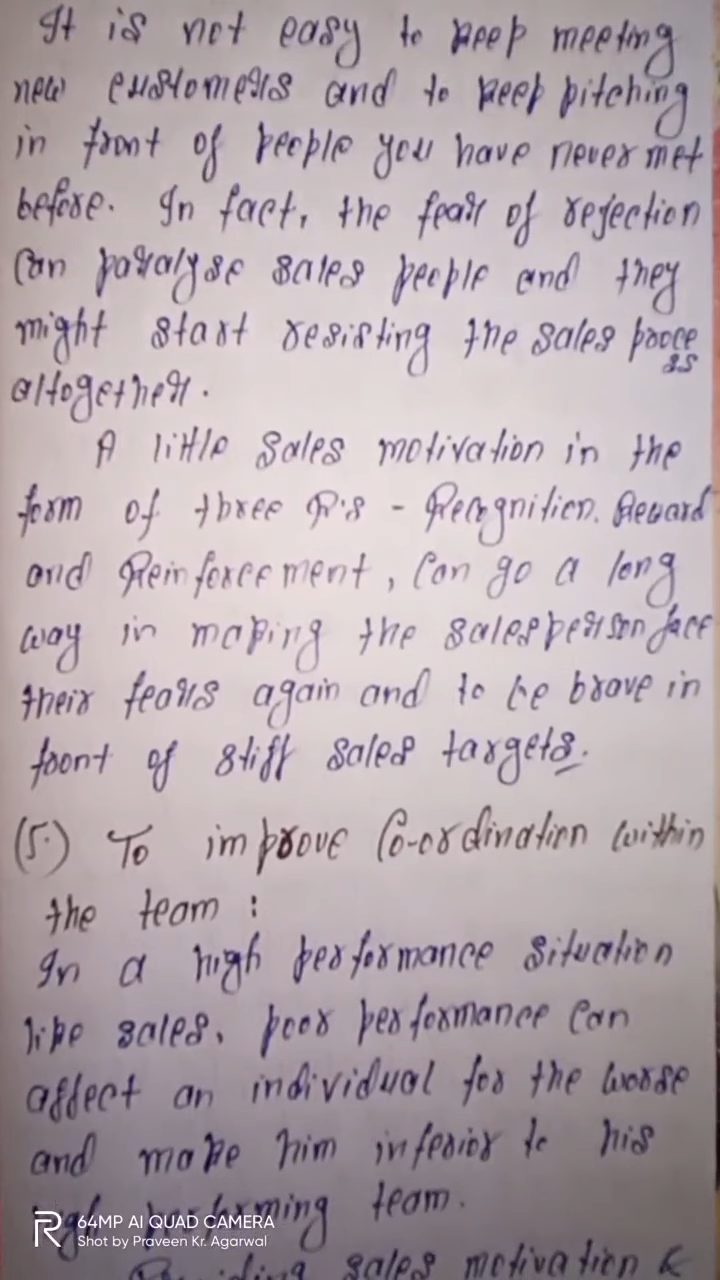 It is not easy to keep meeting
new customers and to keep pitching
in front of people you have never met
before. In fact, the fear of rejection
can paralyse sales people and they
might start resisting the sales proce
ss
altogether.
A little sales motivation in the
form of three R's - Recognition. Reward
and Reinforcement, can go a long
way in making the salesperson face
their fears again and to be brave in
front of stiff sales targets.
(5.) To improve Co-ordination within
the team :
In a high performance situation
like sales, poor performance can
affect an individual for the worse
and make him inferior to his
high performing team.
64MP AI QUAD CAMERA
Shot by Praveen Kr. Agarwal
Providing sales motivation &